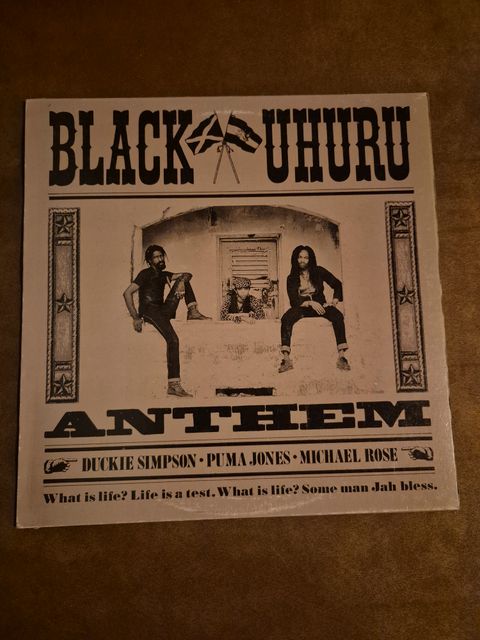 BLACK UHURU
ANTHEM
DUCKIE SIMPSON • PUMA JONES • MICHAEL ROSE
What is life? Life is a test. What is life? Some man Jah bless.